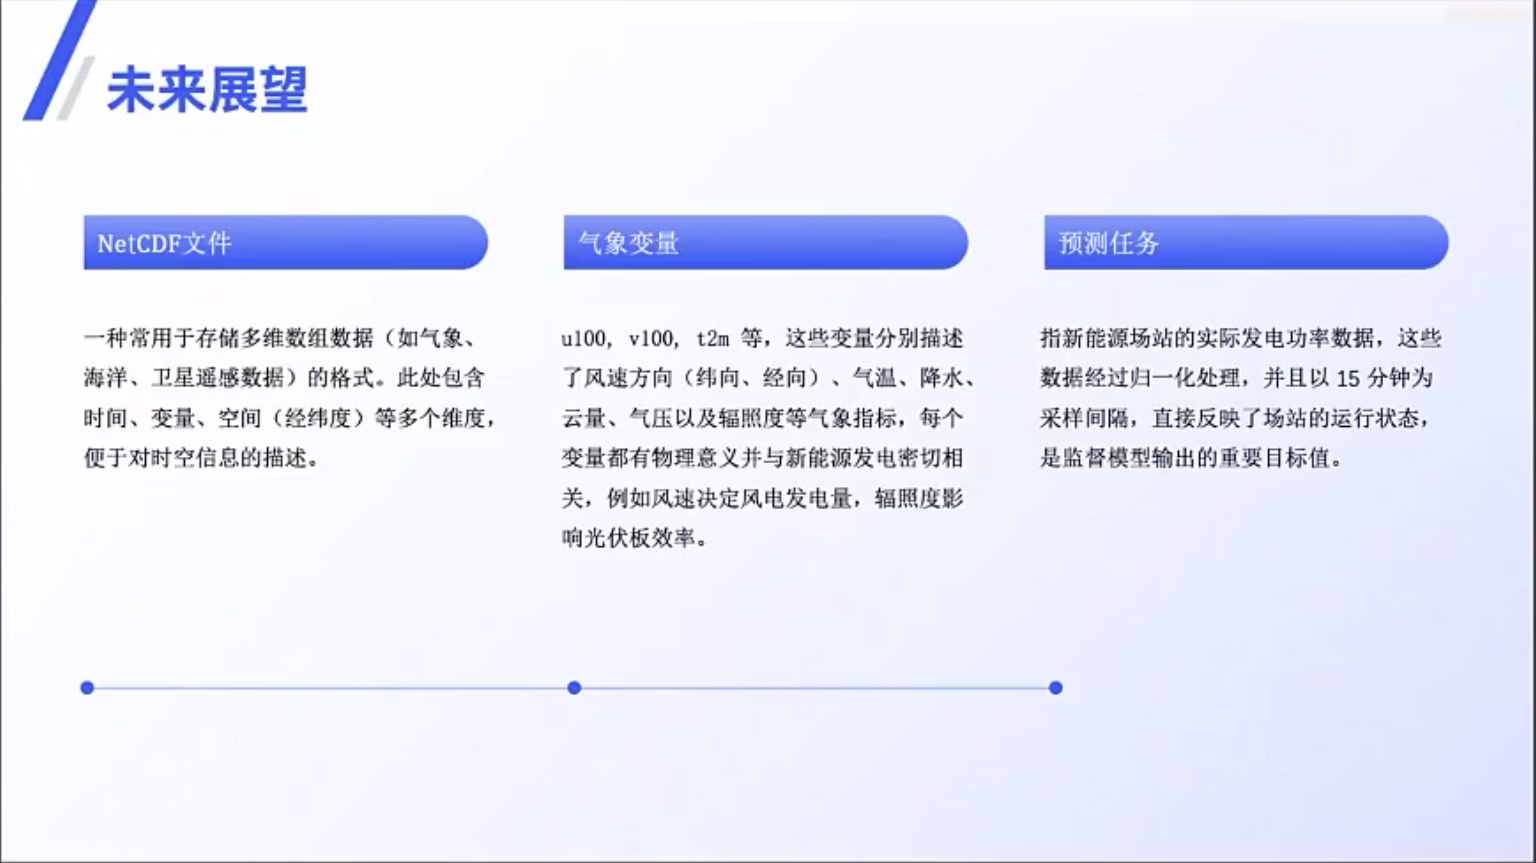 未来展望
NetCDF文件
一种常用于存储多维数组数据（如气象、
海洋、卫星遥感数据）的格式。此处包含
时间、变量、空间（经纬度）等多个维度，
便于对时空信息的描述。
气象变量
u100, v100, t2m 等，这些变量分别描述
了风速方向（纬向、经向）、气温、降水、
云量、气压以及辐照度等气象指标，每个
变量都有物理意义并与新能源发电密切相
关，例如风速决定风电发电量，辐照度影
响光伏板效率。
预测任务
指新能源场站的实际发电功率数据，这些
数据经过归一化处理，并且以 15 分钟为
采样间隔，直接反映了场站的运行状态，
是监督模型输出的重要目标值。